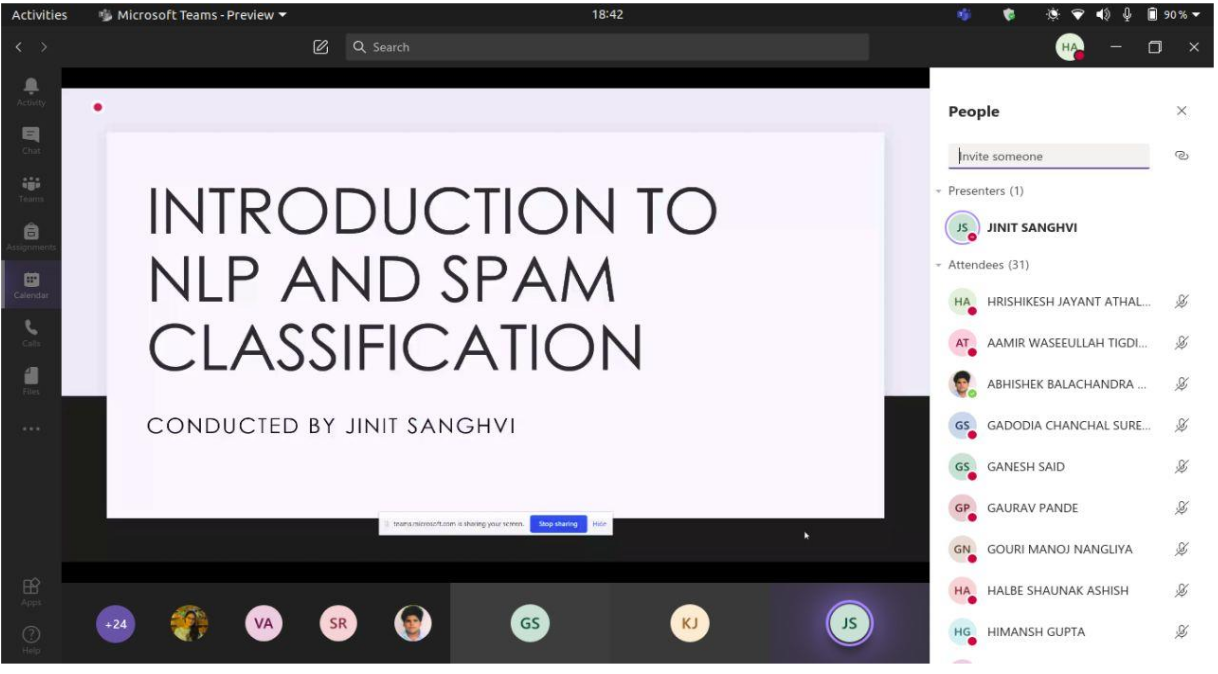 Activities
Microsoft Teams - Preview
18:42
90 %
Search
HA
Activity
Chat
Teams
Assignments
Calendar
Calls
Files
Apps
Help
INTRODUCTION TO
NLP AND SPAM
CLASSIFICATION
CONDUCTED BY JINIT SANGHVI
teams.microsoft.com is sharing your screen.
Stop sharing
Hide
+24
VA
SR
GS
KJ
JS
People
Invite someone
Presenters (1)
JS JINIT SANGHVI
Attendees (31)
HA HRISHIKESH JAYANT ATHAL...
AT AAMIR WASEEULLAH TIGDI...
ABHISHEK BALACHANDRA ...
GS GADODIA CHANCHAL SURE...
GS GANESH SAID
GP GAURAV PANDE
GN GOURI MANOJ NANGLIYA
HA HALBE SHAUNAK ASHISH
HG HIMANSH GUPTA